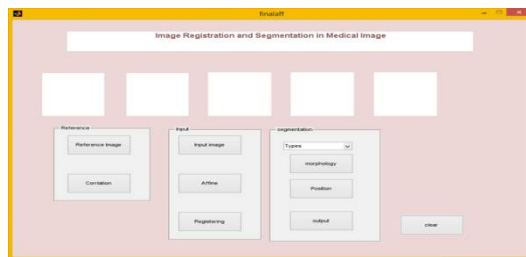 finalaff
Image Registration and Segmentation in Medical Image
Reference
Reference Image
Corrlation
Input
Input image
Affine
Registering
segmentation
Types
morphology
Position
output
clear